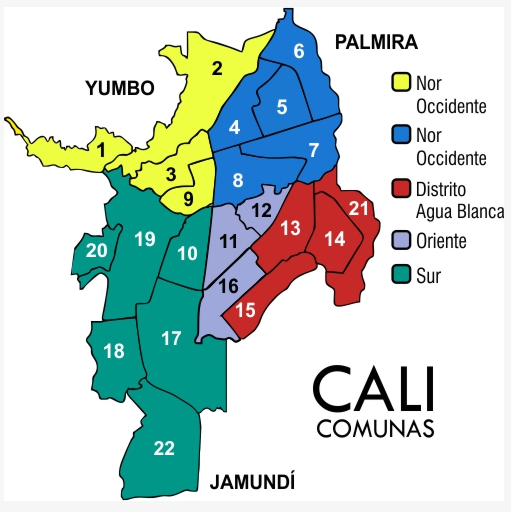 PALMIRA
YUMBO
6
2
5
4
7
1
3
8
9
12
21
13
14
19
11
10
20
16
15
17
18
22
Nor
Occidente
Nor
Occidente
Distrito
Agua Blanca
Oriente
Sur
CALI
COMUNAS
JAMUNDÍ